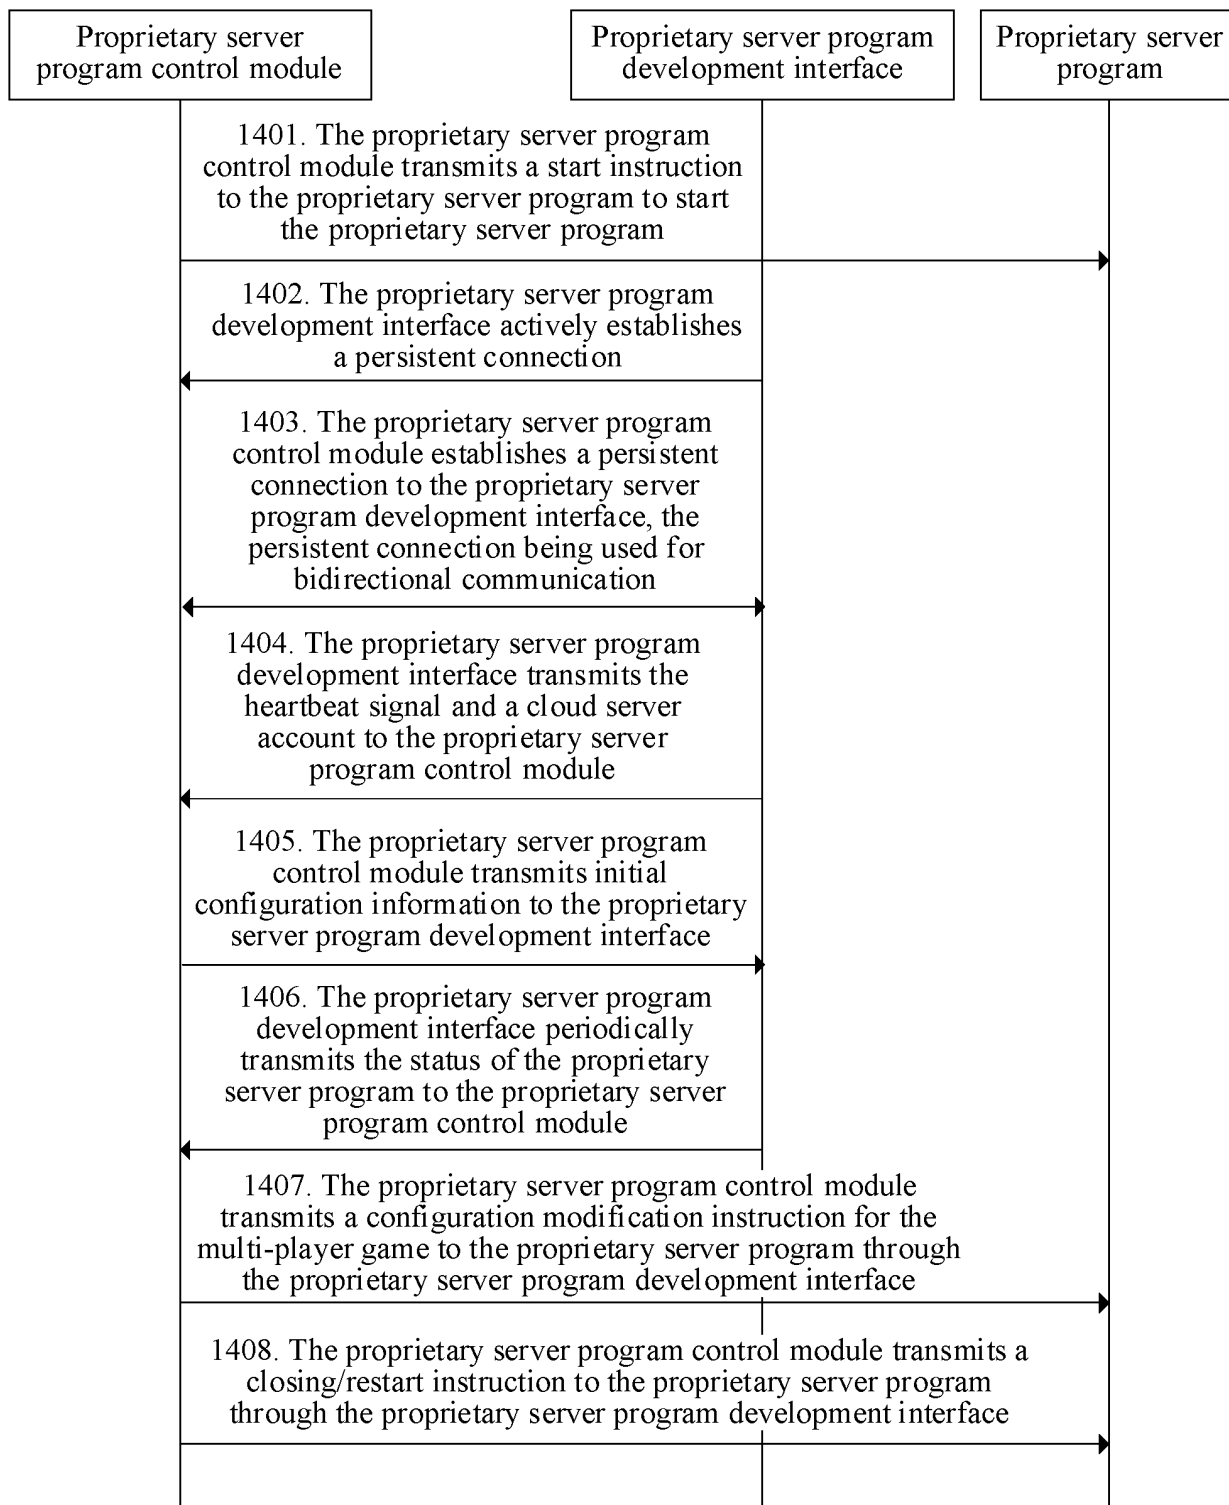 Proprietary server
program control module
Proprietary server program
development interface
Proprietary server
program
1401. The proprietary server program
control module transmits a start instruction
to the proprietary server program to start
the proprietary server program
1402. The proprietary server program
development interface actively establishes
a persistent connection
1403. The proprietary server program
control module establishes a persistent
connection to the proprietary server
program development interface, the
persistent connection being used for
bidirectional communication
1404. The proprietary server program
development interface transmits the
heartbeat signal and a cloud server
account to the proprietary server
program control module
1405. The proprietary server program
control module transmits initial
configuration information to the proprietary
server program development interface
1406. The proprietary server program
development interface periodically
transmits the status of the proprietary
server program to the proprietary server
program control module
1407. The proprietary server program control module
transmits a configuration modification instruction for the
multi-player game to the proprietary server program through
the proprietary server program development interface
1408. The proprietary server program control module transmits a
closing/restart instruction to the proprietary server program
through the proprietary server program development interface